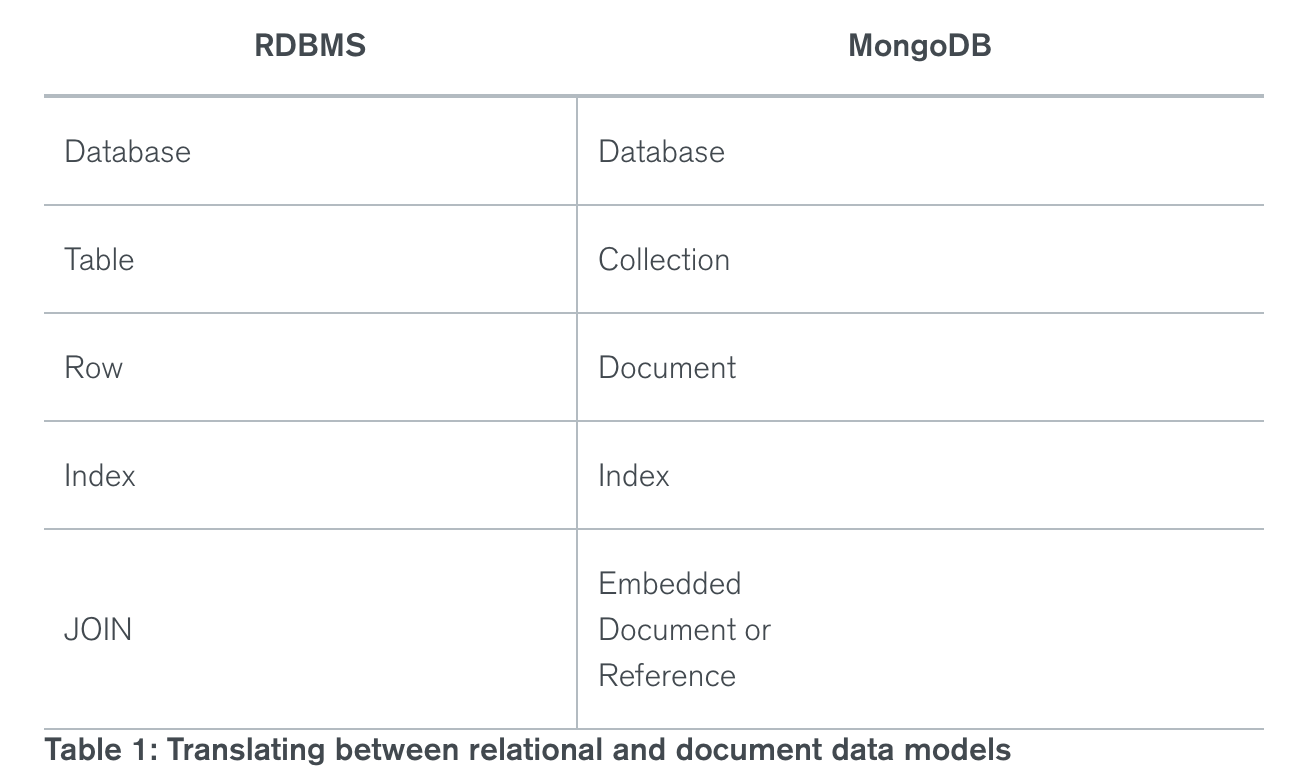 RDBMS MongoDB
Database Database
Table Collection
Row Document
Index Index
JOIN Embedded
Document or
Reference
Table 1: Translating between relational and document data models